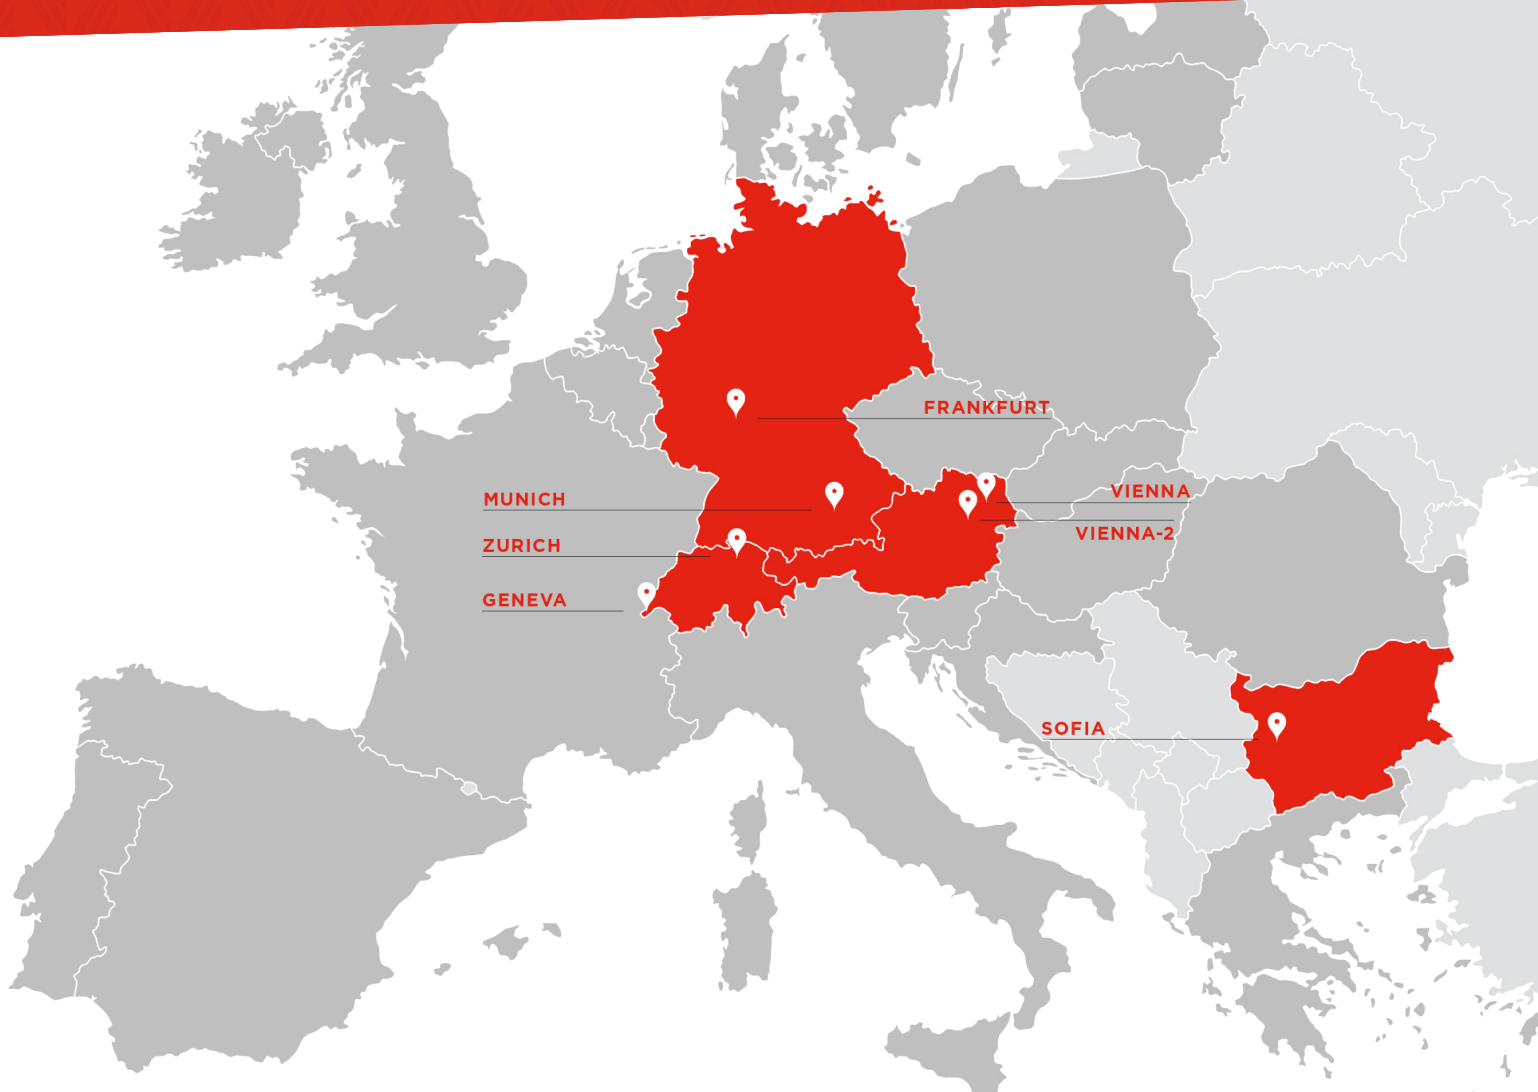 FRANKFURT
VIENNA
MUNICH
VIENNA-2
ZURICH
GENEVA
SOFIA